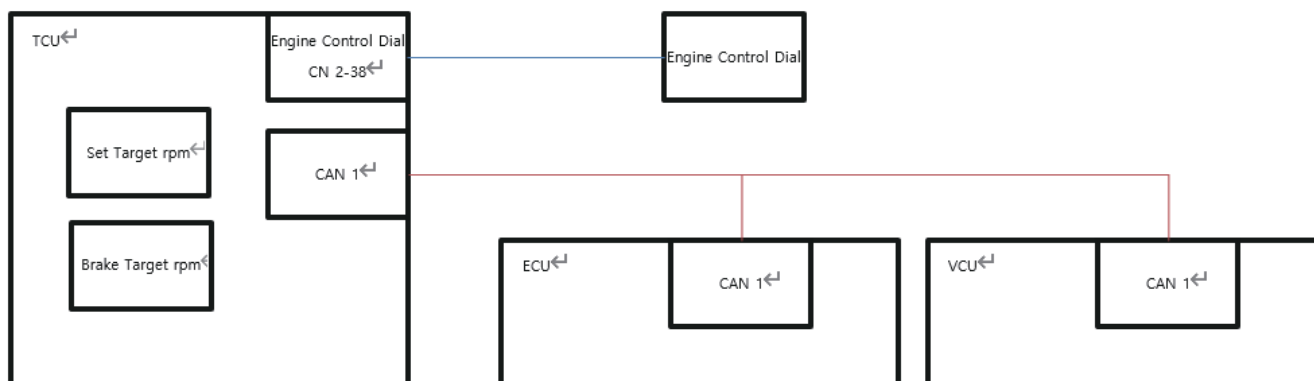 TCU
Engine Control Dial
CN 2-38
Engine Control Dial
Set Target rpm
CAN 1
Brake Target rpm
ECU
CAN 1
VCU
CAN 1